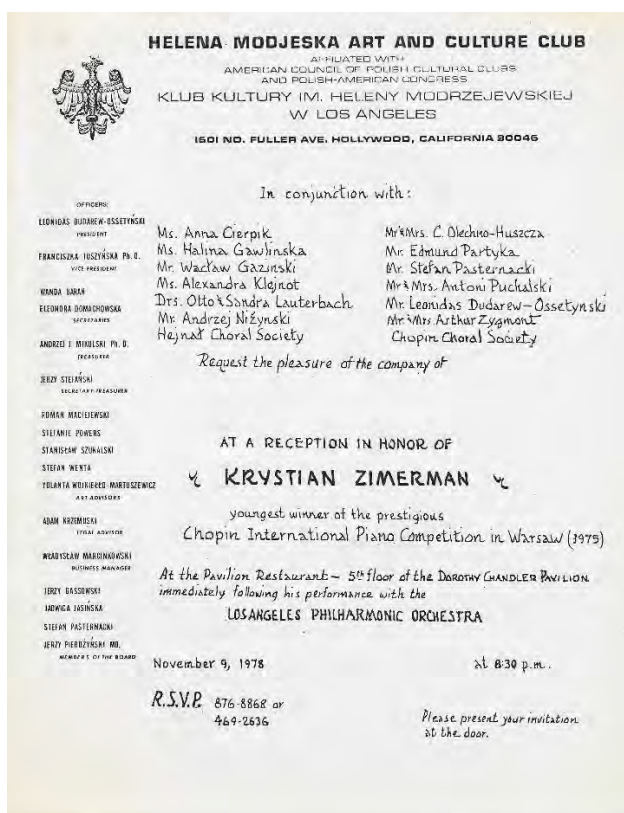 HELENA MODJESKA ART AND CULTURE CLUB
AFFILIATED WITH
AMERICAN COUNCIL OF POLISH CULTURAL CLUBS
AND POLISH-AMERICAN CONGRESS
KLUB KULTURY IM. HELENY MODRZEJEWSKIEJ
W LOS ANGELES
1601 NO. FULLER AVE. HOLLYWOOD, CALIFORNIA 90046
OFFICERS:
LEONIDAS DUDAREW-OSSETYŃSKI
PRESIDENT
FRANCISZKA TUSZYŃSKA Ph.D.
VICE PRESIDENT
WANDA BARAN
ELEONORA DOMACHOWSKA
SECRETARIES
ANDRZEJ J MIKULSKI Ph. D.
TREASURER
JERZY STEFAŃSKI
SECRETARY-TREASURER
ROMAN MACIEJEWSKI
STEFANIE POWERS
STANISŁAW SZUKALSKI
STEFAN WENTA
YOLANTA WOJKIEŁŁO-MARTUSZEWICZ
ART ADVISORS
ADAM KRZEMUSKI
LEGAL ADVISOR
WŁADYSŁAW MARCINKOWSKI
BUSINESS MANAGER
JERZY GASSOWSKI
JADWIGA JASIŃSKA
STEFAN PASTERNACKI
JERZY PIERÓŻYŃSKI MD.
MEMBERS OF THE BOARD
In conjunction with:
Ms. Anna Cierpik
Ms. Halina Gawlinska
Mr. Wacław Gazinski
Ms. Alexandra Klejnot
Drs. Otto & Sandra Lauterbach
Mr. Andrzej Niżynski
Hejnał Choral Society
Mr & Mrs. C. Olechno-Huszcza
Mr. Edmund Partyka
Mr. Stefan Pasternacki
Mr & Mrs. Antoni Puchalski
Mr. Leonidas Dudarew-Ossetynski
Mr. & Mrs Arthur Zygmont
Chopin Choral Society
Request the pleasure of the company of
AT A RECEPTION IN HONOR OF
KRYSTIAN ZIMERMAN
youngest winner of the prestigious
Chopin International Piano Competition in Warsaw (1975)
At the Pavilion Restaurant – 5th floor of the DOROTHY CHANDLER PAVILION
immediately following his performance with the
LOS ANGELES PHILHARMONIC ORCHESTRA
November 9, 1978 at 8:30 p.m.
R.S.V.P. 876-8868 or
469-2636
Please present your invitation
at the door.